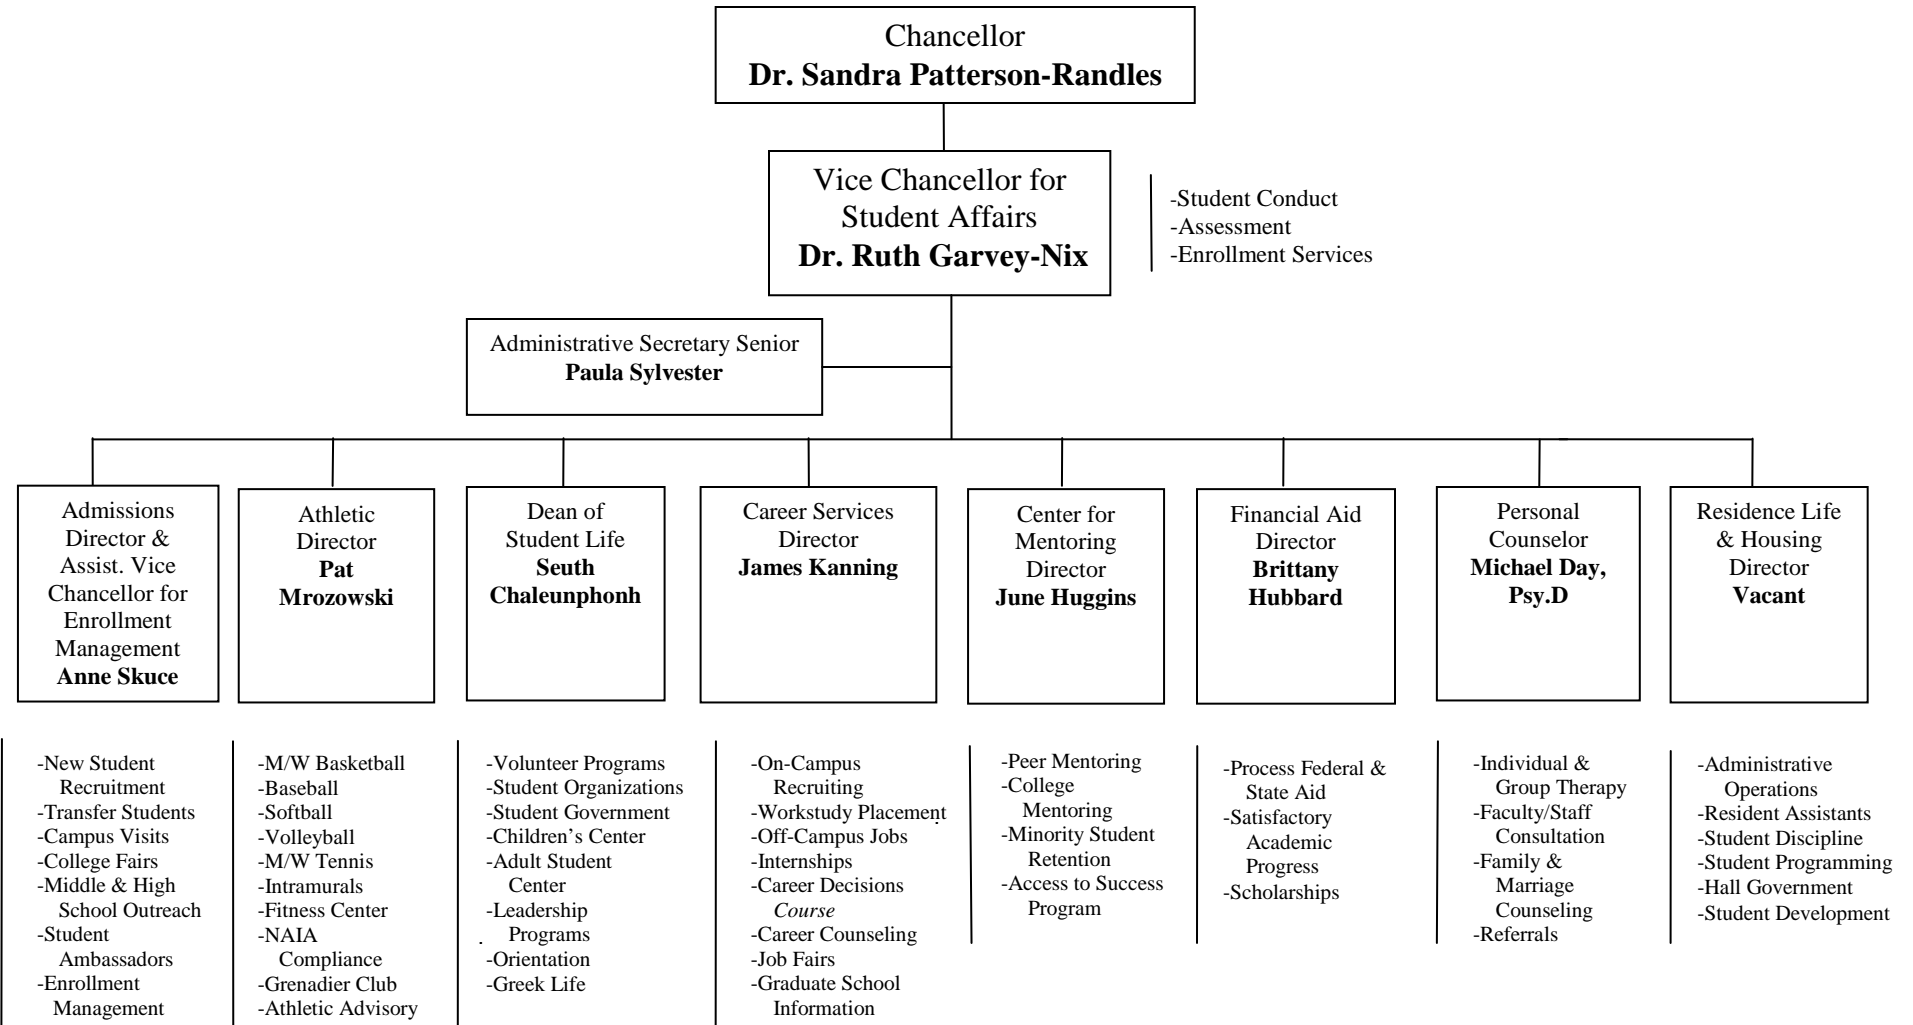 Chancellor
Dr. Sandra Patterson-Randles
Vice Chancellor for
Student Affairs
Dr. Ruth Garvey-Nix
-Student Conduct
-Assessment
-Enrollment Services
Administrative Secretary Senior
Paula Sylvester
Admissions
Director &
Assist. Vice
Chancellor for
Enrollment
Management
Anne Skuce
Athletic
Director
Pat
Mrozowski
Dean of
Student Life
Seuth
Chaleunphonh
Career Services
Director
James Kanning
Center for
Mentoring
Director
June Huggins
Financial Aid
Director
Brittany
Hubbard
Personal
Counselor
Michael Day,
Psy.D
Residence Life
& Housing
Director
Vacant
-New Student
Recruitment
-Transfer Students
-Campus Visits
-College Fairs
-Middle & High
School Outreach
-Student
Ambassadors
-Enrollment
Management
-M/W Basketball
-Baseball
-Softball
-Volleyball
-M/W Tennis
-Intramurals
-Fitness Center
-NAIA
Compliance
-Grenadier Club
-Athletic Advisory
-Volunteer Programs
-Student Organizations
-Student Government
-Children's Center
-Adult Student
Center
-Leadership
Programs
-Orientation
-Greek Life
-On-Campus
Recruiting
-Workstudy Placement
-Off-Campus Jobs
-Internships
-Career Decisions
Course
-Career Counseling
-Job Fairs
-Graduate School
Information
-Peer Mentoring
-College
Mentoring
-Minority Student
Retention
-Access to Success
Program
-Process Federal &
State Aid
-Satisfactory
Academic
Progress
-Scholarships
-Individual &
Group Therapy
-Faculty/Staff
Consultation
-Family &
Marriage
Counseling
-Referrals
-Administrative
Operations
-Resident Assistants
-Student Discipline
-Student Programming
-Hall Government
-Student Development